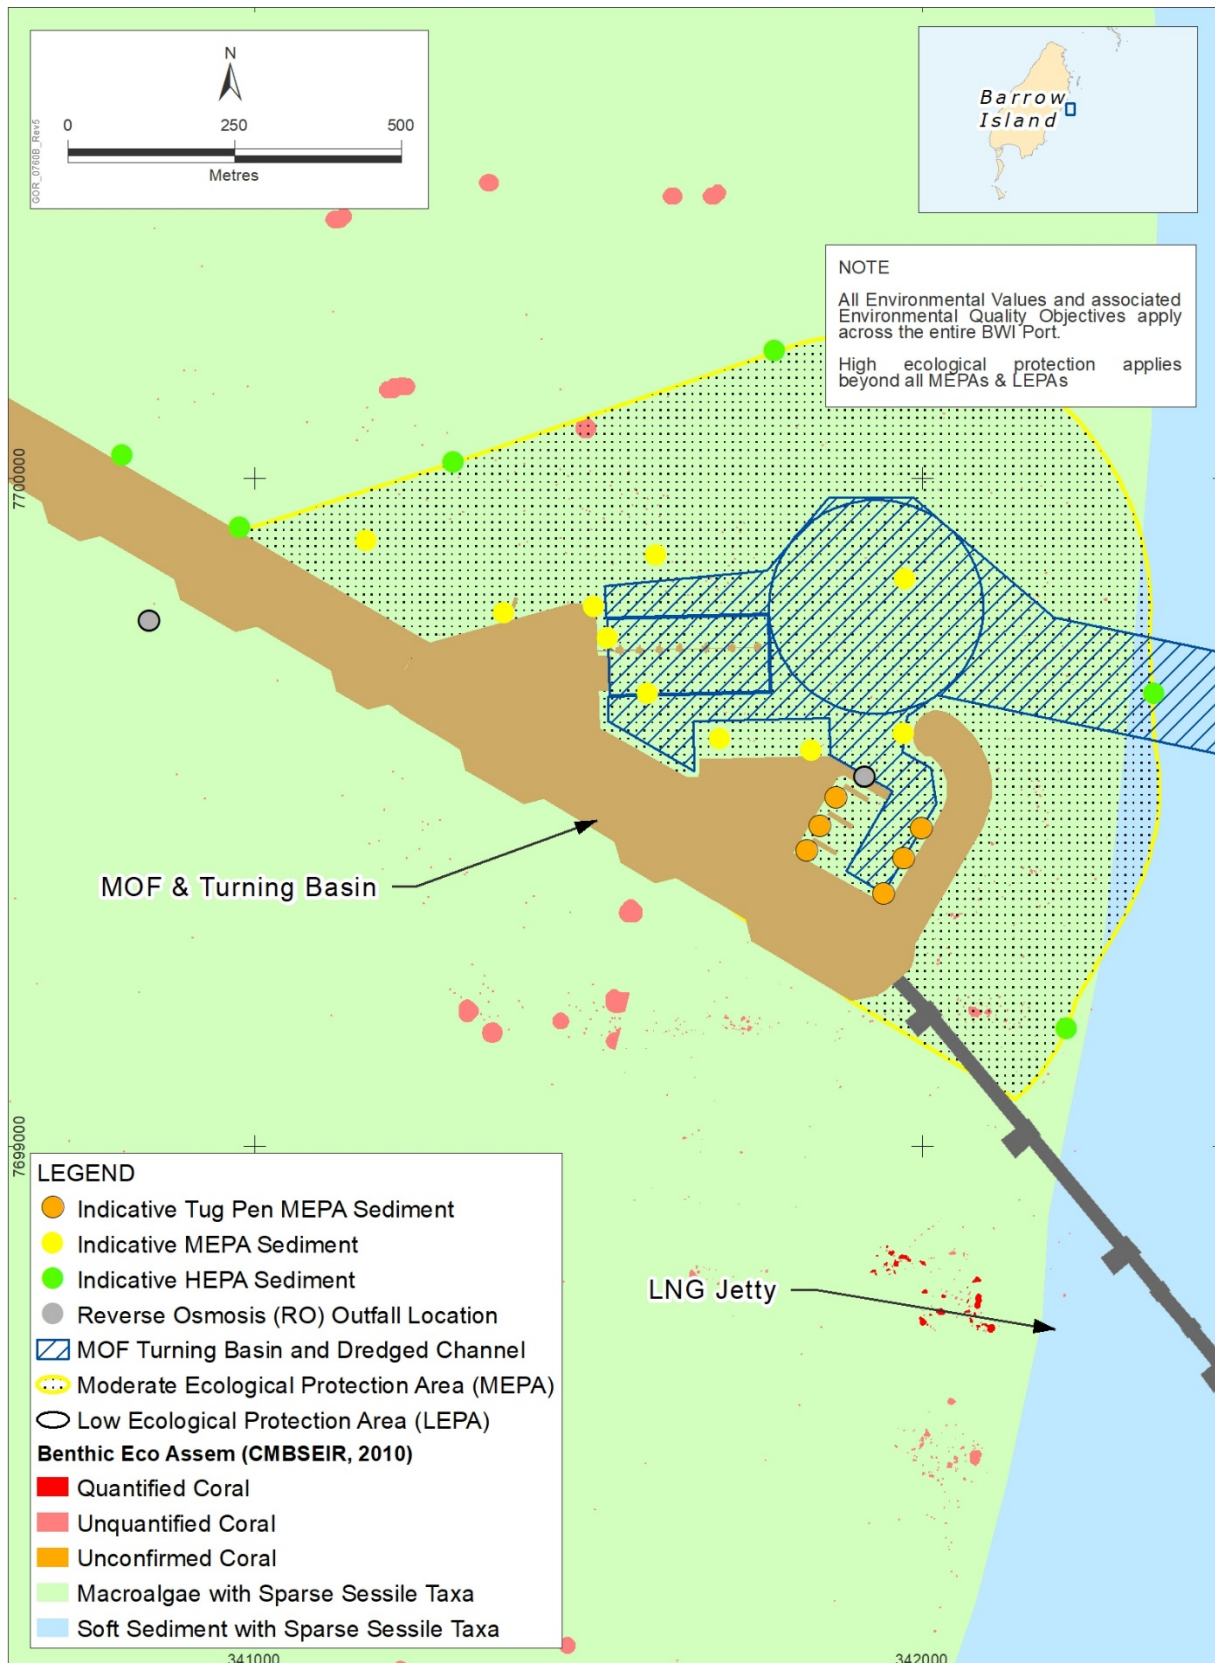 N
0 250 500
Metres
GOR_0760B_Rev5
Barrow
Island
NOTE
All Environmental Values and associated
Environmental Quality Objectives apply
across the entire BWI Port.
High ecological protection applies
beyond all MEPAs & LEPAs
7700000
MOF & Turning Basin
7699000
LNG Jetty
LEGEND
Indicative Tug Pen MEPA Sediment
Indicative MEPA Sediment
Indicative HEPA Sediment
Reverse Osmosis (RO) Outfall Location
MOF Turning Basin and Dredged Channel
Moderate Ecological Protection Area (MEPA)
Low Ecological Protection Area (LEPA)
Benthic Eco Assem (CMBSEIR, 2010)
Quantified Coral
Unquantified Coral
Unconfirmed Coral
Macroalgae with Sparse Sessile Taxa
Soft Sediment with Sparse Sessile Taxa
341000 342000